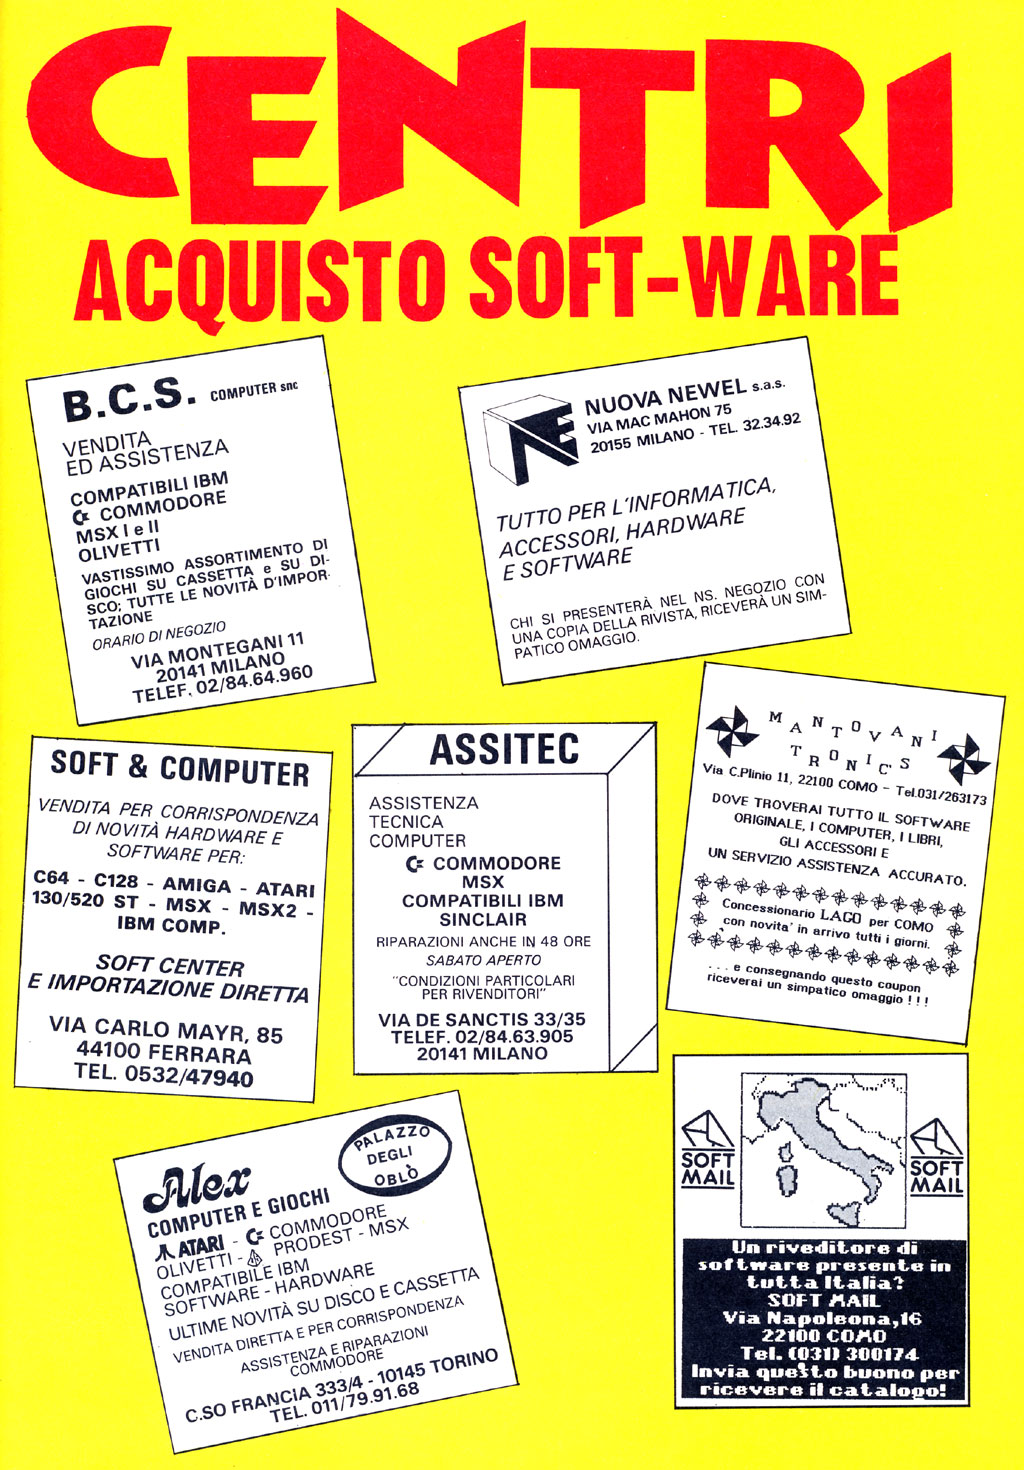 CENTRI
ACQUISTO SOFT-WARE
B.C.S. COMPUTER snc
VENDITA
ED ASSISTENZA
COMPATIBILI IBM
COMMODORE
MSX I e II
OLIVETTI
VASTISSIMO ASSORTIMENTO DI
GIOCHI SU CASSETTA e SU DI-
SCO; TUTTE LE NOVITÀ D'IMPOR-
TAZIONE
ORARIO DI NEGOZIO
VIA MONTEGANI 11
20141 MILANO
TELEF. 02/84.64.960
NUOVA NEWEL s.a.s.
VIA MAC MAHON 75
20155 MILANO - TEL. 32.34.92
TUTTO PER L'INFORMATICA,
ACCESSORI, HARDWARE
E SOFTWARE
CHI SI PRESENTERÀ NEL NS. NEGOZIO CON
UNA COPIA DELLA RIVISTA, RICEVERÀ UN SIM-
PATICO OMAGGIO.
SOFT & COMPUTER
VENDITA PER CORRISPONDENZA
DI NOVITÀ HARDWARE E
SOFTWARE PER:
C64 - C128 - AMIGA - ATARI
130/520 ST - MSX - MSX2 -
IBM COMP.
SOFT CENTER
E IMPORTAZIONE DIRETTA
VIA CARLO MAYR, 85
44100 FERRARA
TEL. 0532/47940
ASSITEC
ASSISTENZA
TECNICA
COMPUTER
COMMODORE
MSX
COMPATIBILI IBM
SINCLAIR
RIPARAZIONI ANCHE IN 48 ORE
SABATO APERTO
"CONDIZIONI PARTICOLARI
PER RIVENDITORI"
VIA DE SANCTIS 33/35
TELEF. 02/84.63.905
20141 MILANO
MANTOVANI
TRONIC'S
Via C.Plinio 11, 22100 COMO - Tel.031/263173
DOVE TROVERAI TUTTO IL SOFTWARE
ORIGINALE, I COMPUTER, I LIBRI,
GLI ACCESSORI E
UN SERVIZIO ASSISTENZA ACCURATO.
Concessionario LAGO per COMO
con novita' in arrivo tutti i giorni.
. . . e consegnando questo coupon
riceverai un simpatico omaggio ! ! !
Alex
PALAZZO
DEGLI
OBLÒ
COMPUTER E GIOCHI
ATARI - COMMODORE
OLIVETTI - PRODEST - MSX
COMPATIBILE IBM
SOFTWARE - HARDWARE
ULTIME NOVITÀ SU DISCO E CASSETTA
VENDITA DIRETTA E PER CORRISPONDENZA
ASSISTENZA E RIPARAZIONI
COMMODORE
C.SO FRANCIA 333/4 - 10145 TORINO
TEL. 011/79.91.68
SOFT
MAIL
SOFT
MAIL
Un riveditore di
software presente in
tutta Italia?
SOFT MAIL
Via Napoleona,16
22100 COMO
Tel. (031) 300174
Invia questo buono per
ricevere il catalogo!